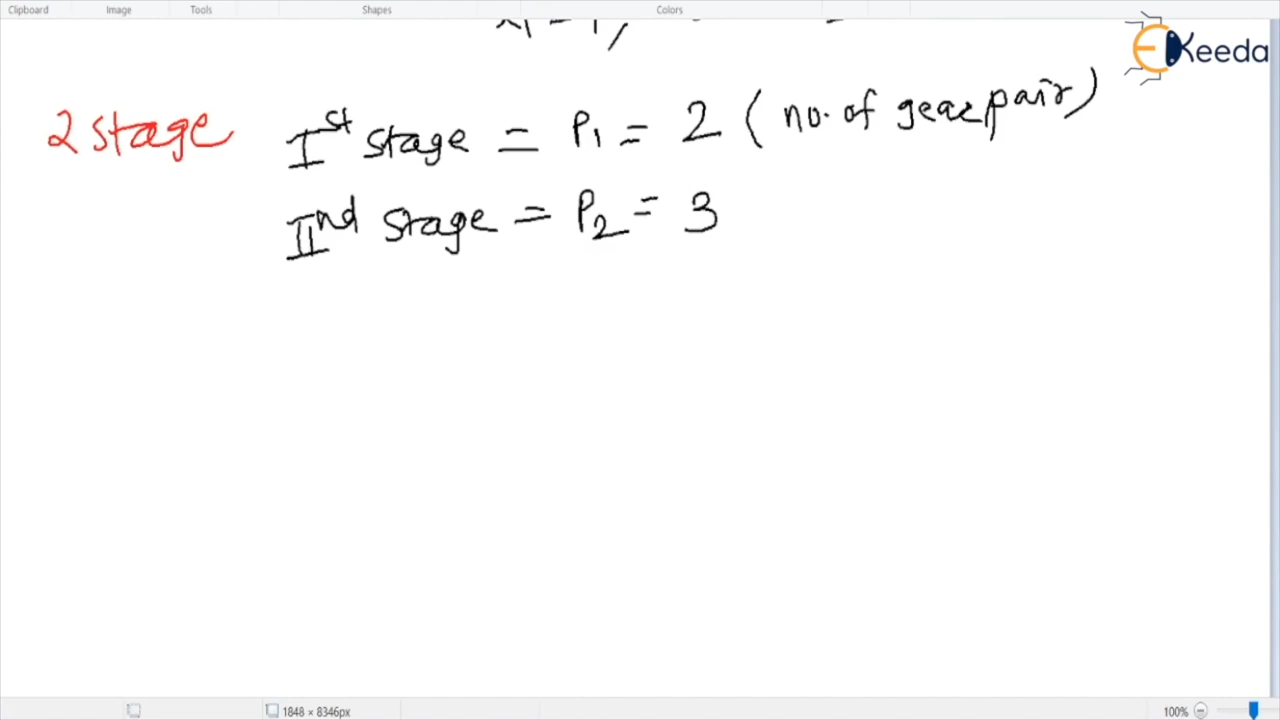 Clipboard Image Tools Shapes Colors
EKeeda
2 stage Ist stage = P1 = 2 (no. of gear pair)
IInd stage = P2 = 3
1848 × 8346px 100%